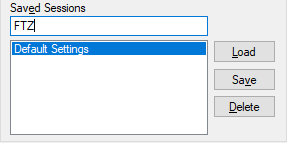 Saved Sessions
FTZ
Default Settings
Load
Save
Delete